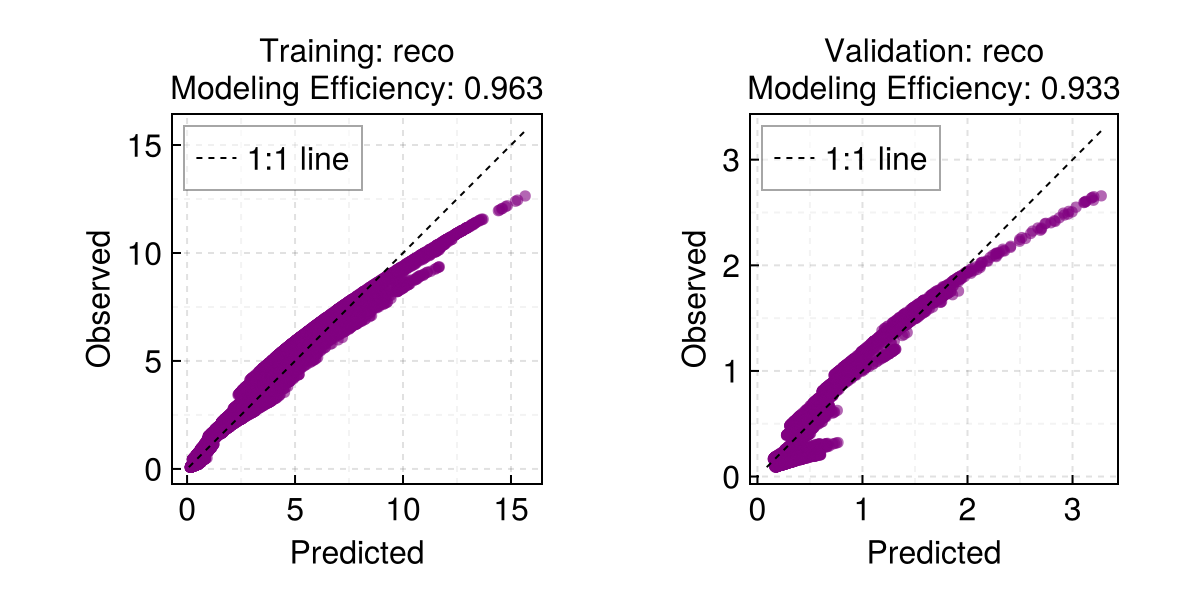 Training: reco
Modeling Efficiency: 0.963
1:1 line
15
10
5
0
Observed
0 5 10 15
Predicted
Validation: reco
Modeling Efficiency: 0.933
1:1 line
3
2
1
0
Observed
0 1 2 3
Predicted